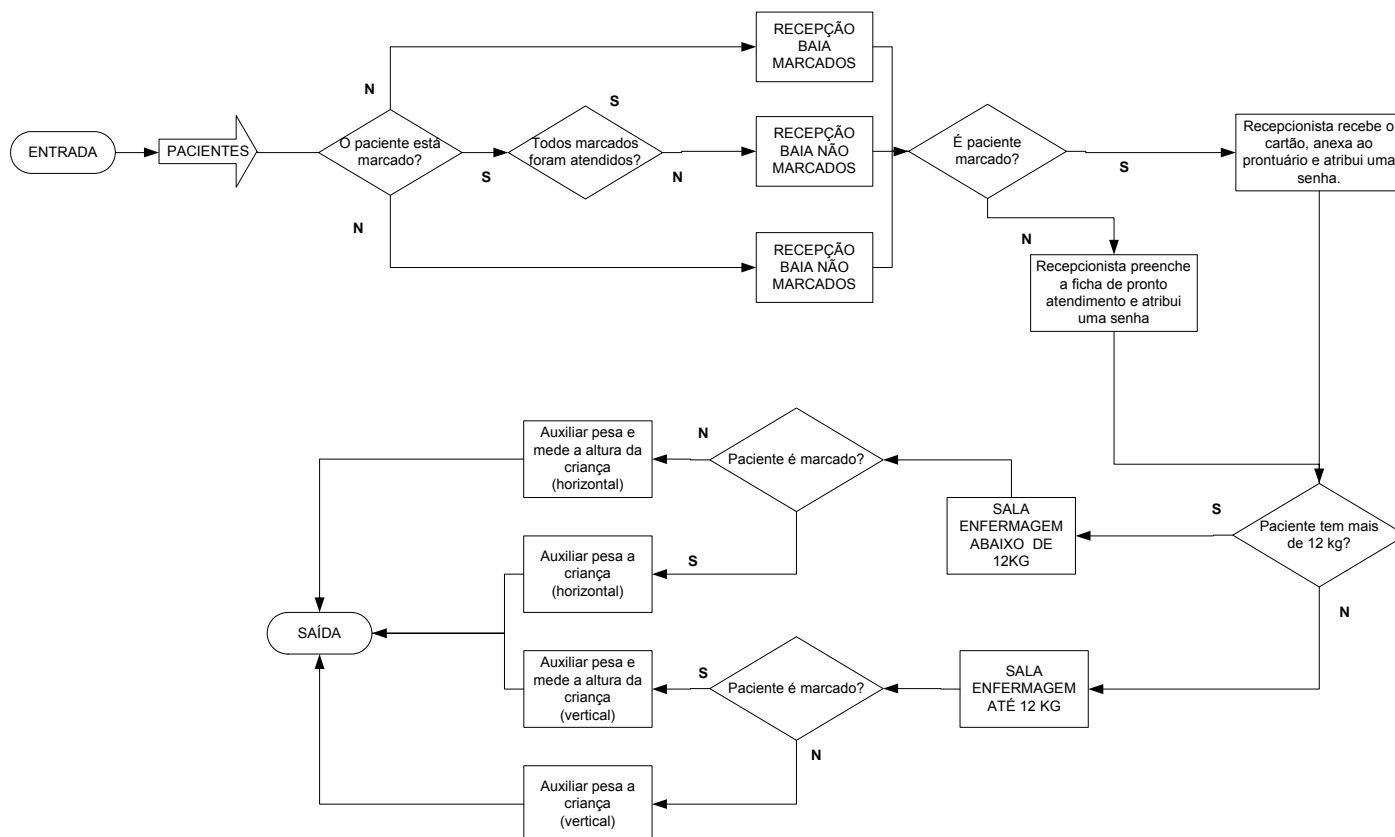 RECEPÇÃO
BAIA
MARCADOS
N
S
ENTRADA
PACIENTES
O paciente está
marcado?
S
Todos marcados
foram atendidos?
N
RECEPÇÃO
BAIA NÃO
MARCADOS
É paciente
marcado?
S
Recepcionista recebe o
cartão, anexa ao
prontuário e atribui uma
senha.
N
RECEPÇÃO
BAIA NÃO
MARCADOS
N
Recepcionista preenche
a ficha de pronto
atendimento e atribui
uma senha
Auxiliar pesa e
mede a altura da
criança
(horizontal)
N
Paciente é marcado?
SALA
ENFERMAGEM
ABAIXO DE
12KG
S
Paciente tem mais
de 12 kg?
Auxiliar pesa a
criança
(horizontal)
S
N
SAÍDA
Auxiliar pesa e
mede a altura da
criança
(vertical)
S
Paciente é marcado?
SALA
ENFERMAGEM
ATÉ 12 KG
N
Auxiliar pesa a
criança
(vertical)